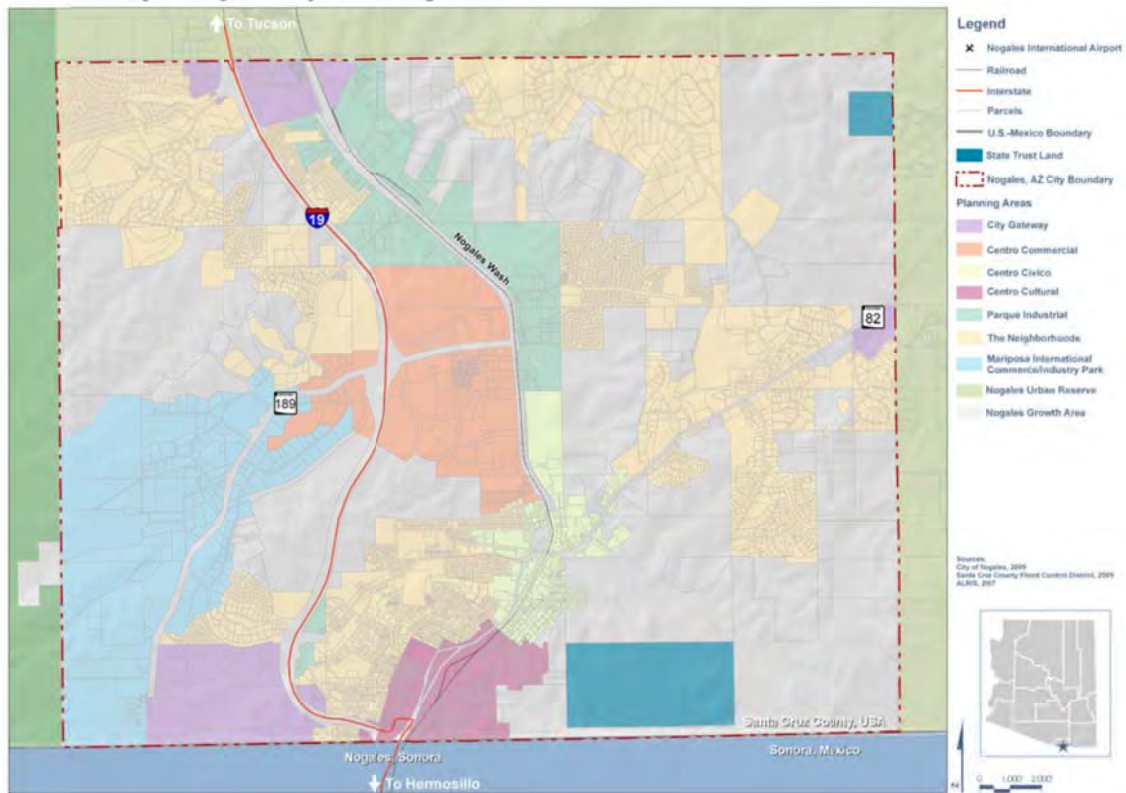 To Tucson
19
Nogales Wash
82
189
Santa Cruz County, USA
Nogales, Sonora
Sonora, Mexico
To Hermosillo
Legend
Nogales International Airport
Railroad
Interstate
Parcels
U.S.-Mexico Boundary
State Trust Land
Nogales, AZ City Boundary
Planning Areas
City Gateway
Centro Commercial
Centro Civico
Centro Cultural
Parque Industrial
The Neighborhoods
Mariposa International
Commerce/Industry Park
Nogales Urban Reserve
Nogales Growth Area
Sources:
City of Nogales, 2009
Santa Cruz County Flood Control District, 2009
ALRIS, 2007
N
0 1,000 2,000